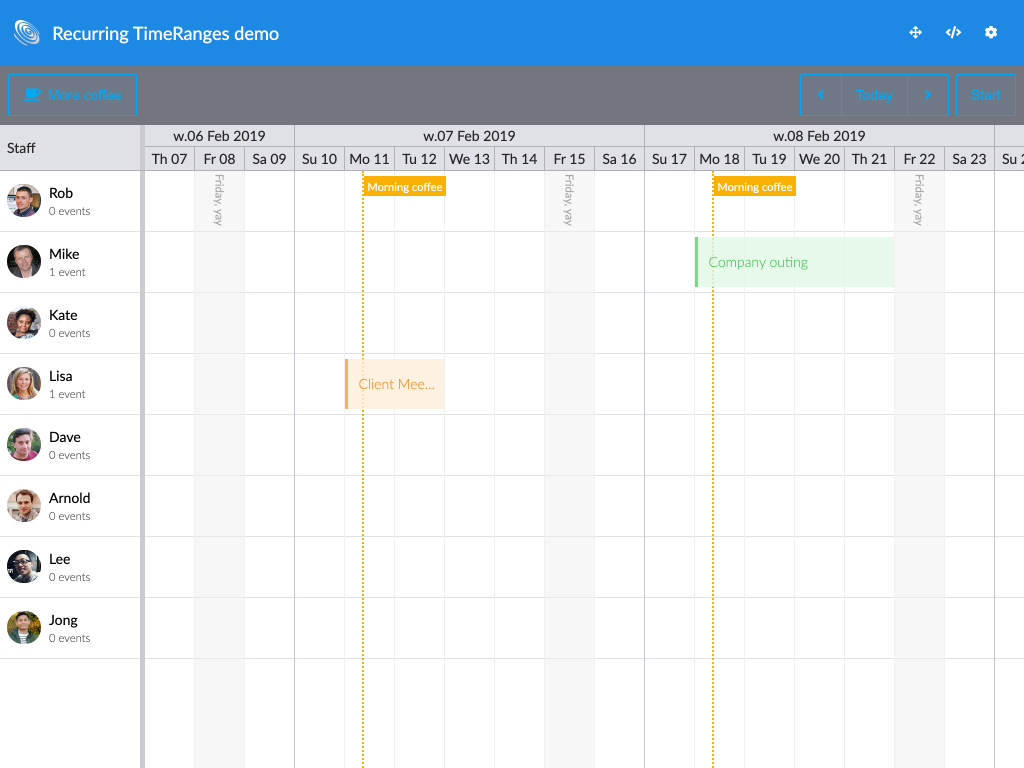 Recurring TimeRanges demo
More coffee
Today
Start
Staff
w.06 Feb 2019
w.07 Feb 2019
w.08 Feb 2019
Th 07
Fr 08
Sa 09
Su 10
Mo 11
Tu 12
We 13
Th 14
Fr 15
Sa 16
Su 17
Mo 18
Tu 19
We 20
Th 21
Fr 22
Sa 23
Su 2
Rob
0 events
Friday, yay
Morning coffee
Friday, yay
Morning coffee
Friday, yay
Mike
1 event
Company outing
Kate
0 events
Lisa
1 event
Client Mee...
Dave
0 events
Arnold
0 events
Lee
0 events
Jong
0 events